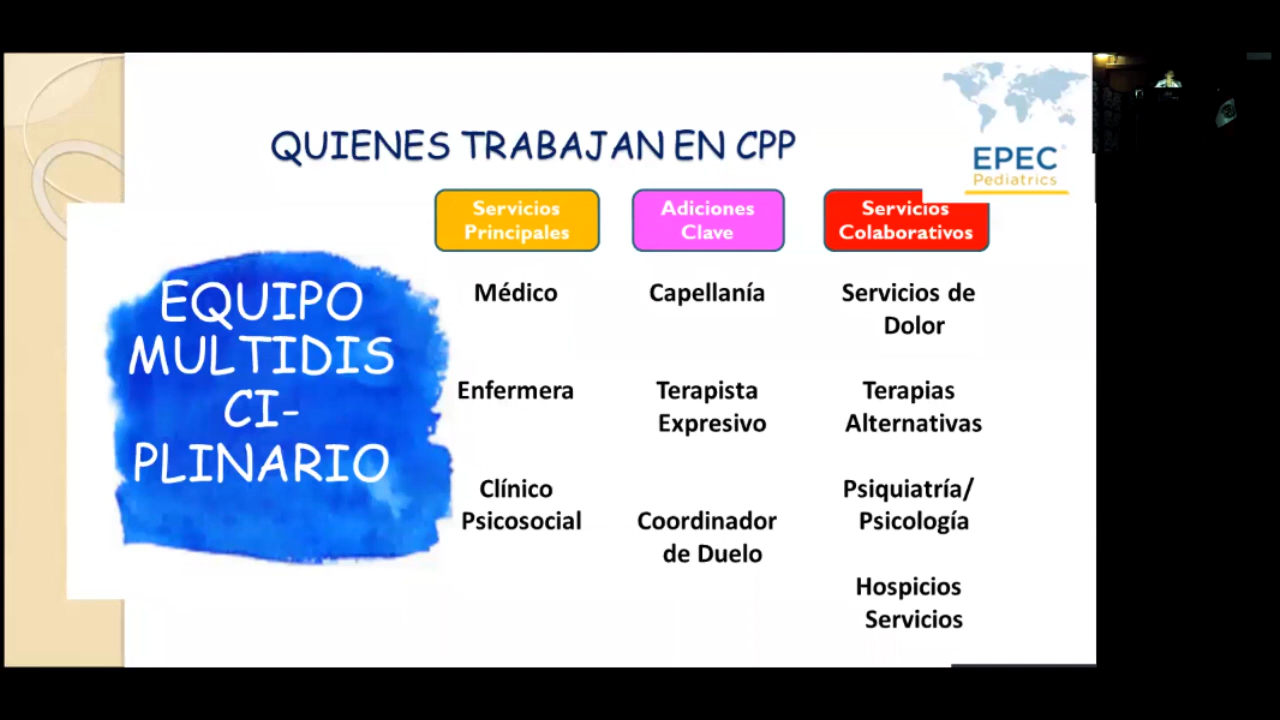 QUIENES TRABAJAN EN CPP
EPEC
Pediatrics
EQUIPO
MULTIDIS
CI-
PLINARIO
Servicios
Principales
Médico
Enfermera
Clínico
Psicosocial
Adiciones
Clave
Capellanía
Terapista
Expresivo
Coordinador
de Duelo
Servicios
Colaborativos
Servicios de
Dolor
Terapias
Alternativas
Psiquiatría/
Psicología
Hospicios
Servicios